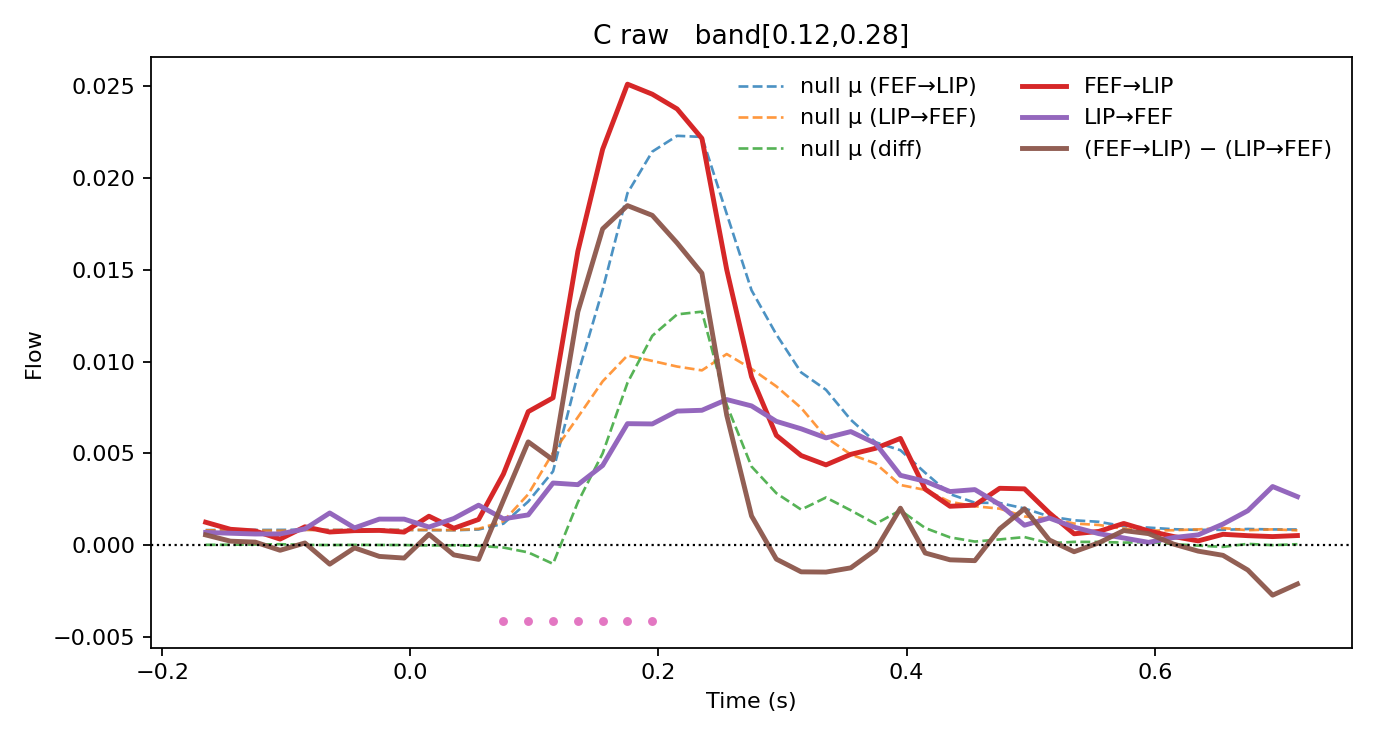 C raw   band[0.12,0.28]
null μ (FEF→LIP)
null μ (LIP→FEF)
null μ (diff)
FEF→LIP
LIP→FEF
(FEF→LIP) − (LIP→FEF)
Flow
0.025
0.020
0.015
0.010
0.005
0.000
−0.005
−0.2
0.0
0.2
0.4
0.6
Time (s)